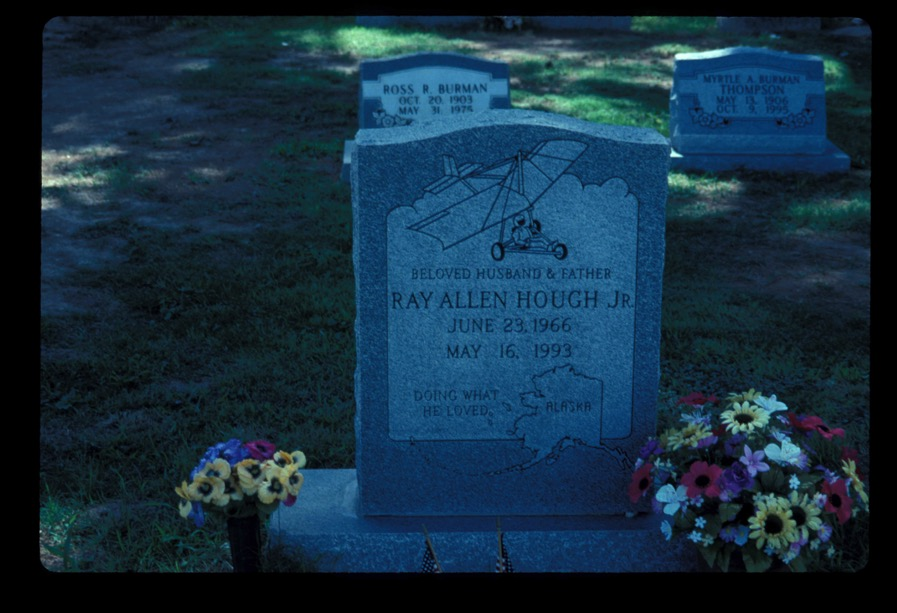 ROSS R. BURMAN
OCT. 20, 1903
MAY 31, 1975
MYRTLE A. BURMAN
THOMPSON
MAY 13, 1906
OCT. 9, 1995
BELOVED HUSBAND & FATHER
RAY ALLEN HOUGH JR.
JUNE 23, 1966
MAY 16, 1993
DOING WHAT
HE LOVED.
ALASKA